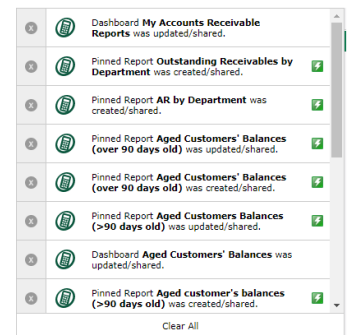 Dashboard My Accounts Receivable
Reports was updated/shared.
Pinned Report Outstanding Receivables by
Department was created/shared.
Pinned Report AR by Department was
created/shared.
Pinned Report Aged Customers' Balances
(over 90 days old) was updated/shared.
Pinned Report Aged Customers' Balances
(over 90 days old) was created/shared.
Pinned Report Aged Customers Balances
(>90 days old) was updated/shared.
Dashboard Aged Customers' Balances was
updated/shared.
Pinned Report Aged customer's balances
(>90 days old) was created/shared.
Clear All